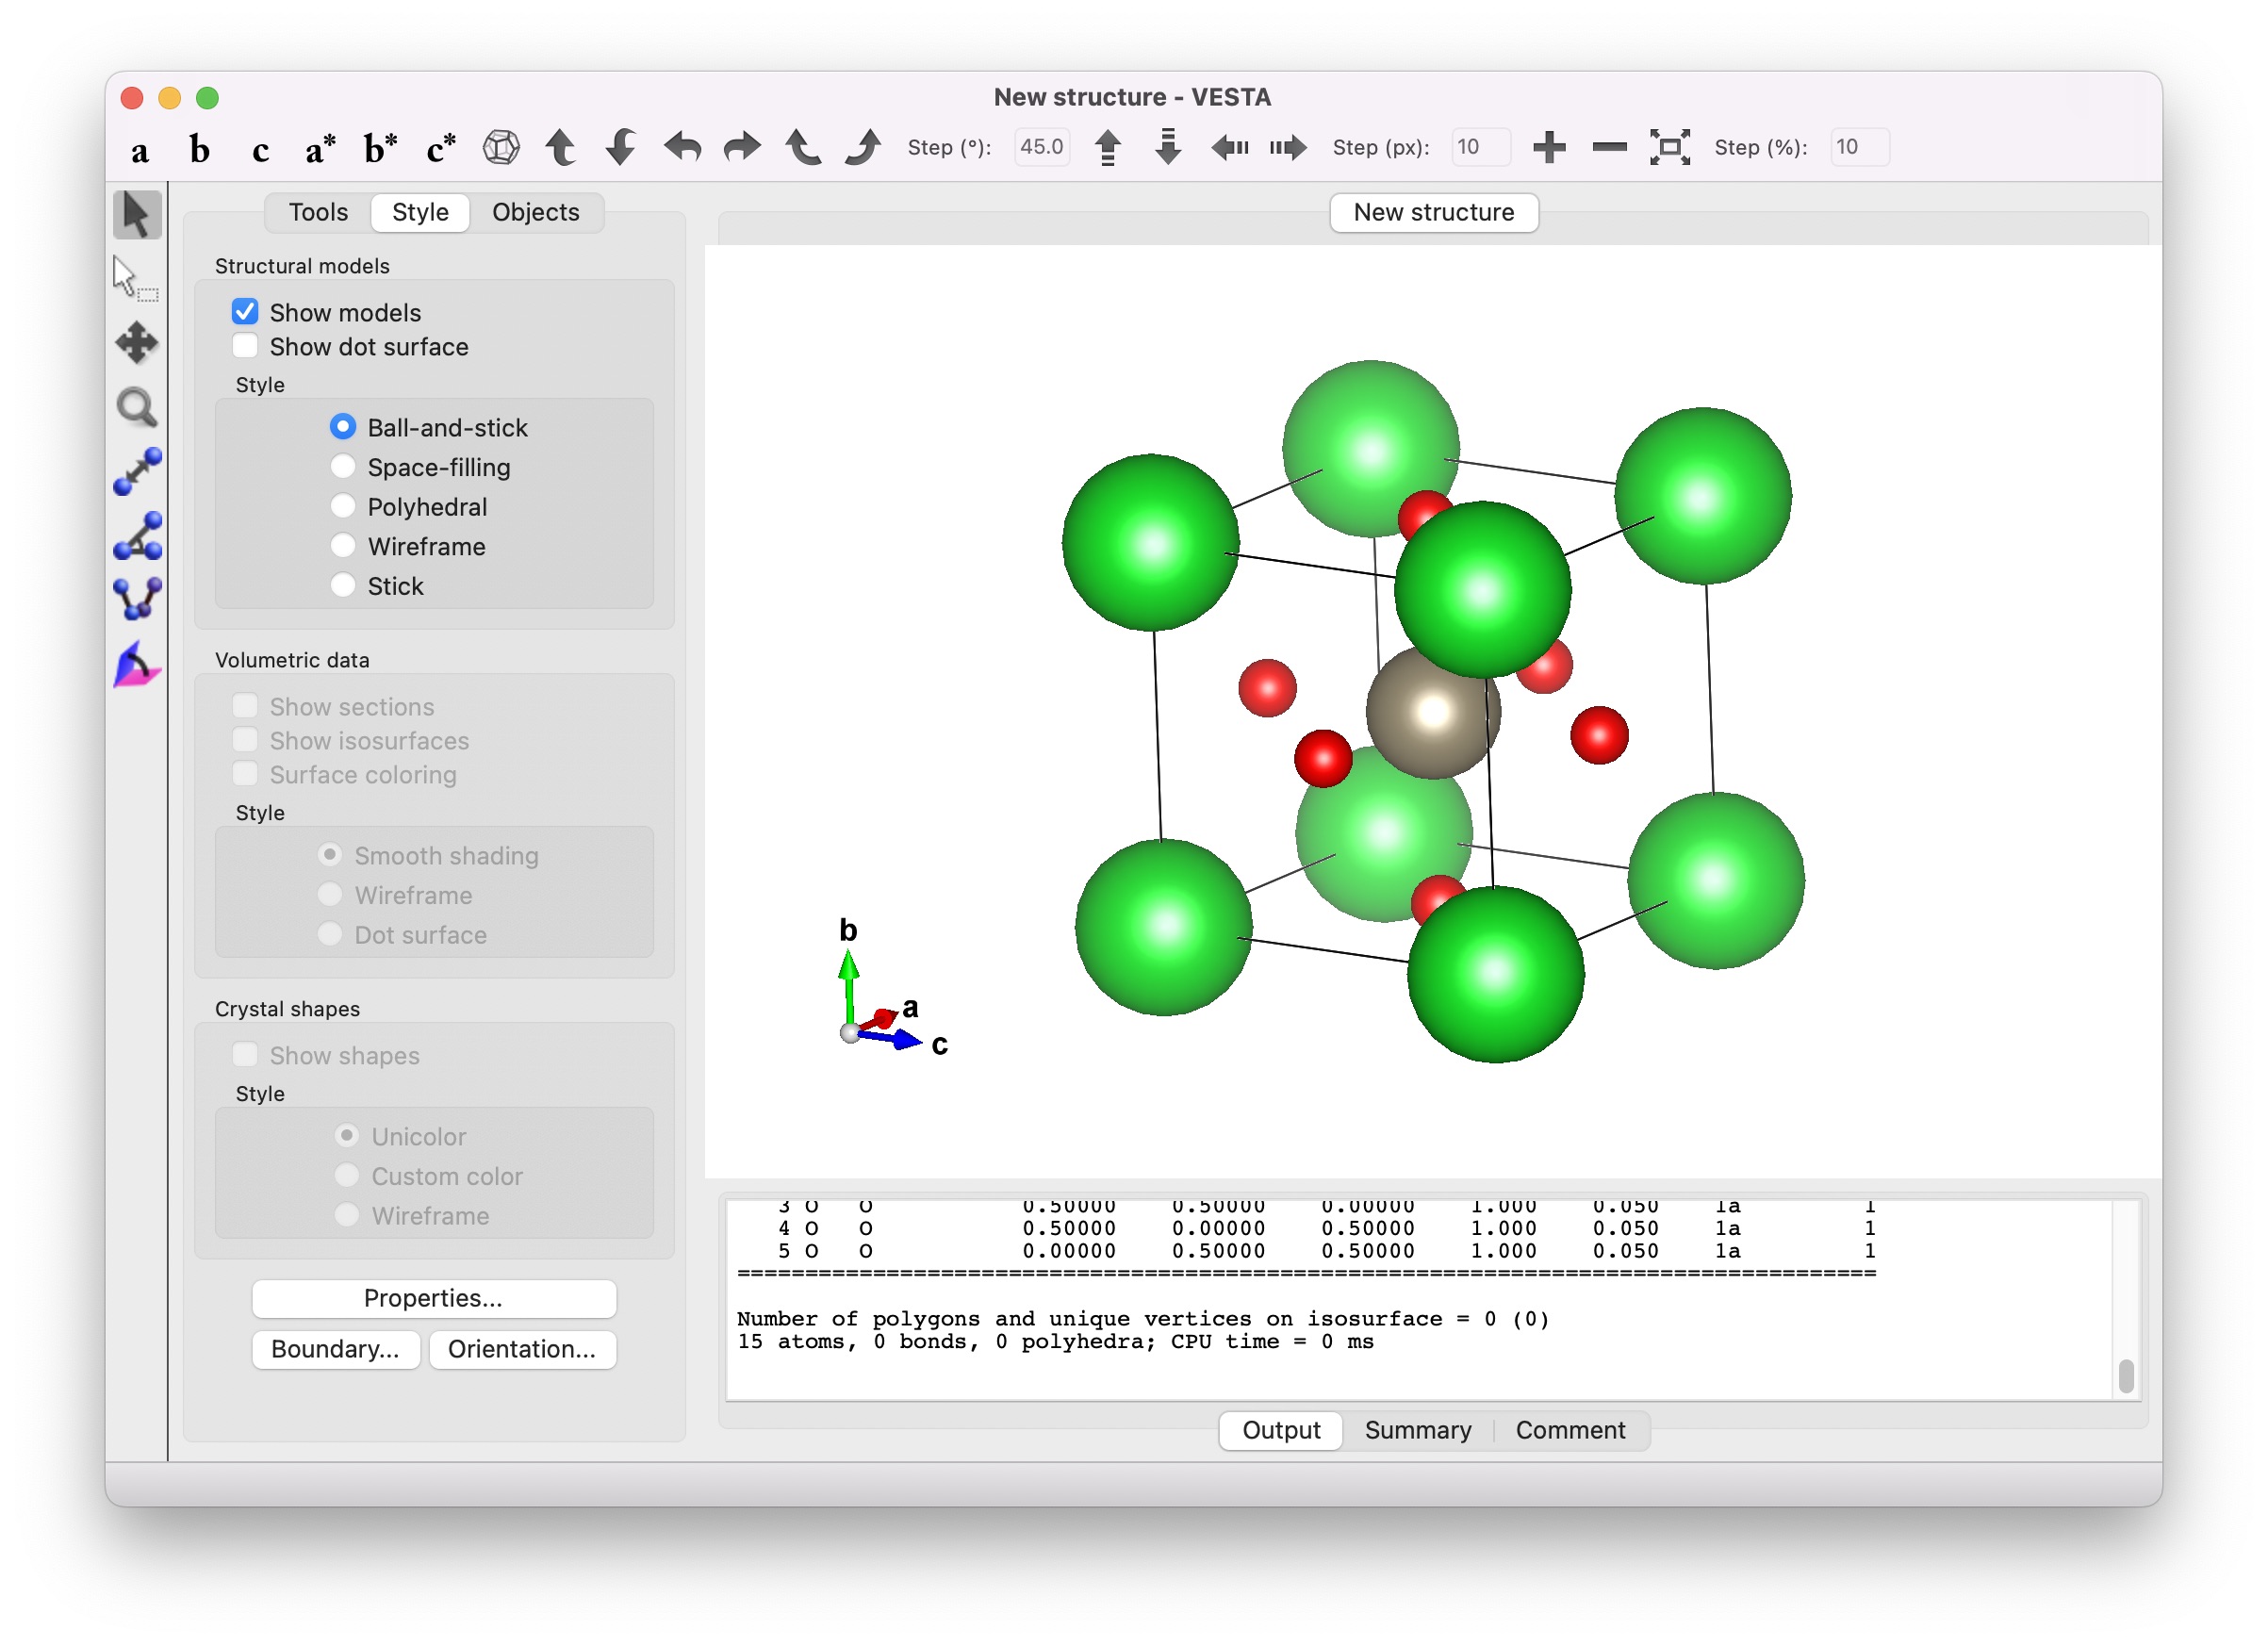 New structure - VESTA
a b c a* b* c* Step (°): 45.0 Step (px): 10 Step (%): 10
Tools Style Objects
New structure
Structural models
Show models
Show dot surface
Style
Ball-and-stick
Space-filling
Polyhedral
Wireframe
Stick
Volumetric data
Show sections
Show isosurfaces
Surface coloring
Style
Smooth shading
Wireframe
Dot surface
Crystal shapes
Show shapes
Style
Unicolor
Custom color
Wireframe
Properties...
Boundary... Orientation...
b
a
c
3 O O 0.50000 0.50000 0.00000 1.000 0.050 1a 1
4 O O 0.50000 0.00000 0.50000 1.000 0.050 1a 1
5 O O 0.00000 0.50000 0.50000 1.000 0.050 1a 1
Number of polygons and unique vertices on isosurface = 0 (0)
15 atoms, 0 bonds, 0 polyhedra; CPU time = 0 ms
Output Summary Comment